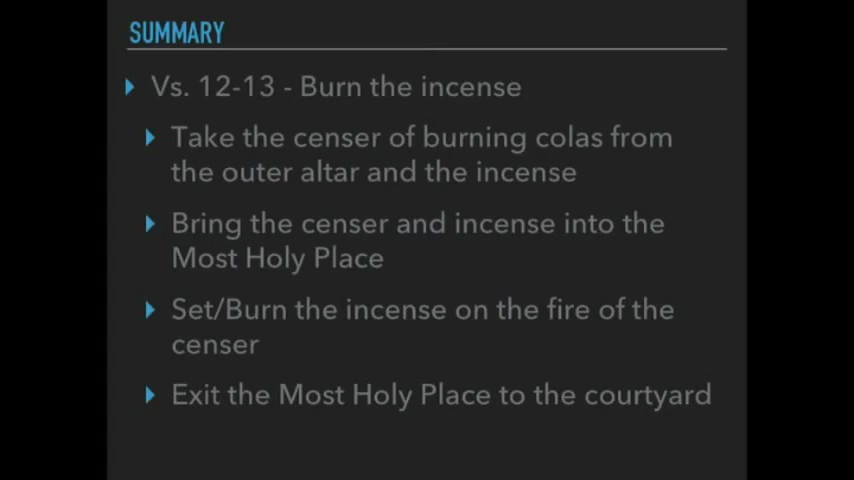 SUMMARY
Vs. 12-13 - Burn the incense
Take the censer of burning colas from
the outer altar and the incense
Bring the censer and incense into the
Most Holy Place
Set/Burn the incense on the fire of the
censer
Exit the Most Holy Place to the courtyard